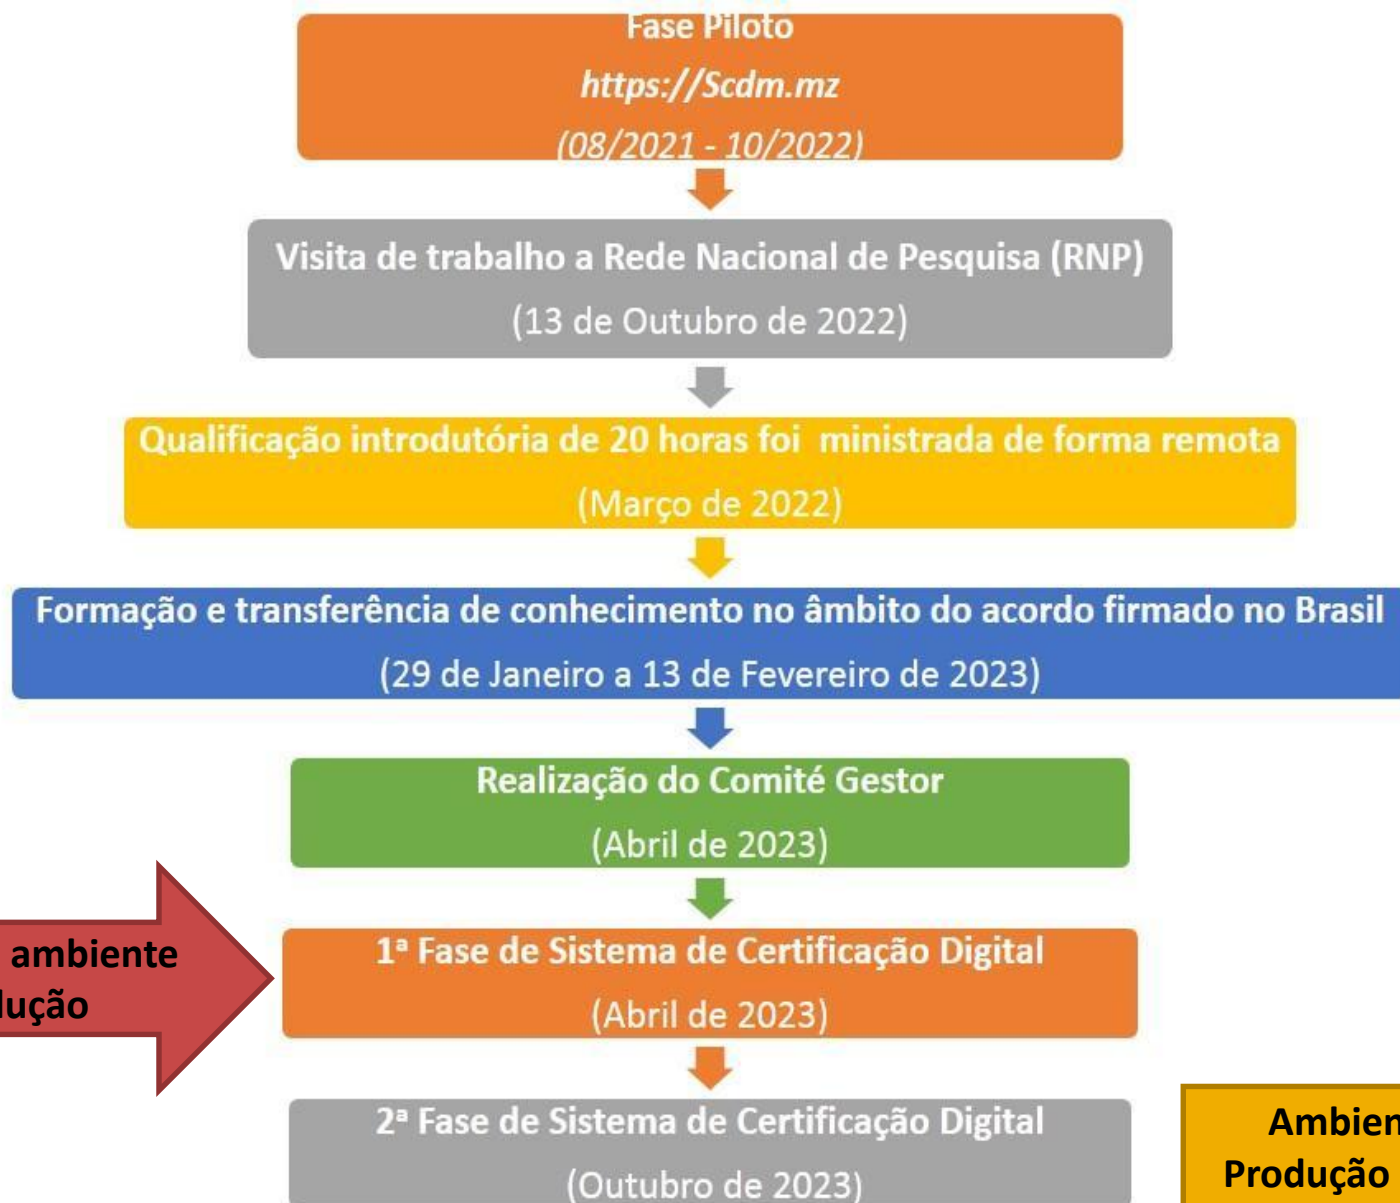 Fase Piloto
https://Scdm.mz
(08/2021 - 10/2022)
Visita de trabalho a Rede Nacional de Pesquisa (RNP)
(13 de Outubro de 2022)
Qualificação introdutória de 20 horas foi ministrada de forma remota
(Março de 2022)
Formação e transferência de conhecimento no âmbito do acordo firmado no Brasil
(29 de Janeiro a 13 de Fevereiro de 2023)
Realização do Comité Gestor
(Abril de 2023)
ambiente
1ª Fase de Sistema de Certificação Digital
(Abril de 2023)
2ª Fase de Sistema de Certificação Digital
(Outubro de 2023)
Produção